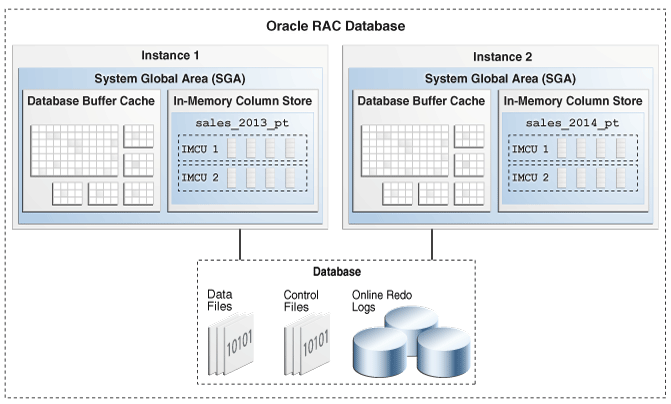 Oracle RAC Database
Instance 1
System Global Area (SGA)
Database Buffer Cache
In-Memory Column Store
sales_2013_pt
IMCU 1
IMCU 2
Instance 2
System Global Area (SGA)
Database Buffer Cache
In-Memory Column Store
sales_2014_pt
IMCU 1
IMCU 2
Database
Data
Files
10101
Control
Files
10101
Online Redo
Logs